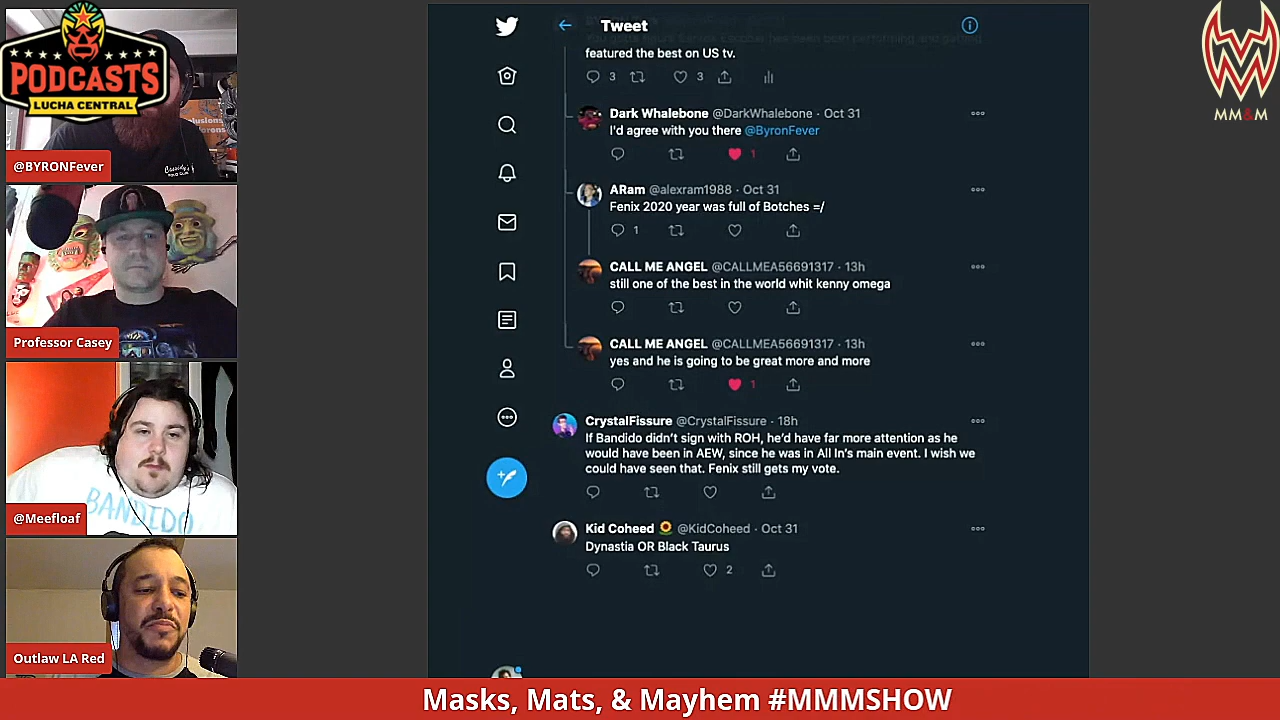 PODCASTS
LUCHA CENTRAL
@BYRONFever
Professor Casey
BANDIDO
@Meefloaf
Outlaw LA Red
Tweet
featured the best on US tv.
3 3
Dark Whalebone @DarkWhalebone · Oct 31
I'd agree with you there @ByronFever
1
ARam @alexram1988 · Oct 31
Fenix 2020 year was full of Botches =/
1
CALL ME ANGEL @CALLMEA56691317 · 13h
still one of the best in the world whit kenny omega
CALL ME ANGEL @CALLMEA56691317 · 13h
yes and he is going to be great more and more
1
CrystalFissure @CrystalFissure · 18h
If Bandido didn't sign with ROH, he'd have far more attention as he
would have been in AEW, since he was in All In's main event. I wish we
could have seen that. Fenix still gets my vote.
Kid Coheed 🌻 @KidCoheed · Oct 31
Dynastia OR Black Taurus
2
MM&M
Masks, Mats, & Mayhem #MMMSHOW